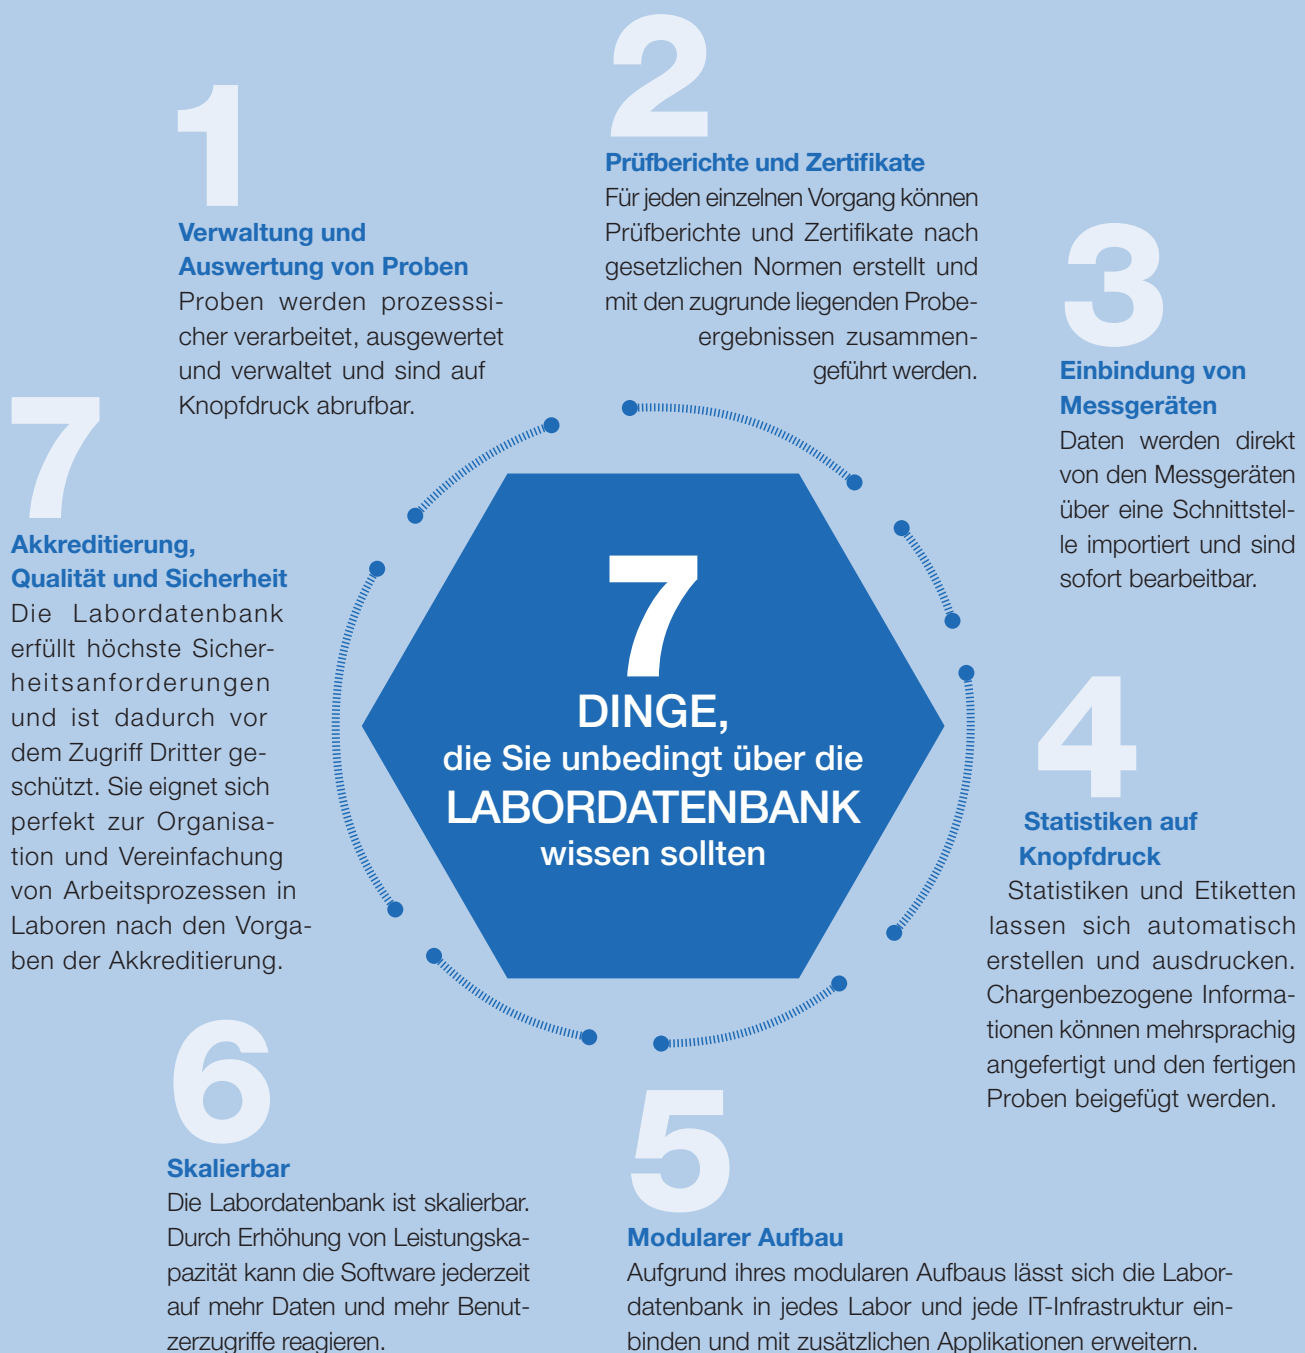 7
DINGE,
die Sie unbedingt über die
LABORDATENBANK
wissen sollten
1
Verwaltung und
Auswertung von Proben
Proben werden prozesssi-
cher verarbeitet, ausgewertet
und verwaltet und sind auf
Knopfdruck abrufbar.
2
Prüfberichte und Zertifikate
Für jeden einzelnen Vorgang können
Prüfberichte und Zertifikate nach
gesetzlichen Normen erstellt und
mit den zugrunde liegenden Probe-
ergebnissen zusammen-
geführt werden.
3
Einbindung von
Messgeräten
Daten werden direkt
von den Messgeräten
über eine Schnittstel-
le importiert und sind
sofort bearbeitbar.
4
Statistiken auf
Knopfdruck
Statistiken und Etiketten
lassen sich automatisch
erstellen und ausdrucken.
Chargenbezogene Informa-
tionen können mehrsprachig
angefertigt und den fertigen
Proben beigefügt werden.
5
Modularer Aufbau
Aufgrund ihres modularen Aufbaus lässt sich die Labor-
datenbank in jedes Labor und jede IT-Infrastruktur ein-
binden und mit zusätzlichen Applikationen erweitern.
6
Skalierbar
Die Labordatenbank ist skalierbar.
Durch Erhöhung von Leistungska-
pazität kann die Software jederzeit
auf mehr Daten und mehr Benut-
zerzugriffe reagieren.
7
Akkreditierung,
Qualität und Sicherheit
Die Labordatenbank
erfüllt höchste Sicher-
heitsanforderungen
und ist dadurch vor
dem Zugriff Dritter ge-
schützt. Sie eignet sich
perfekt zur Organisa-
tion und Vereinfachung
von Arbeitsprozessen in
Laboren nach den Vorga-
ben der Akkreditierung.